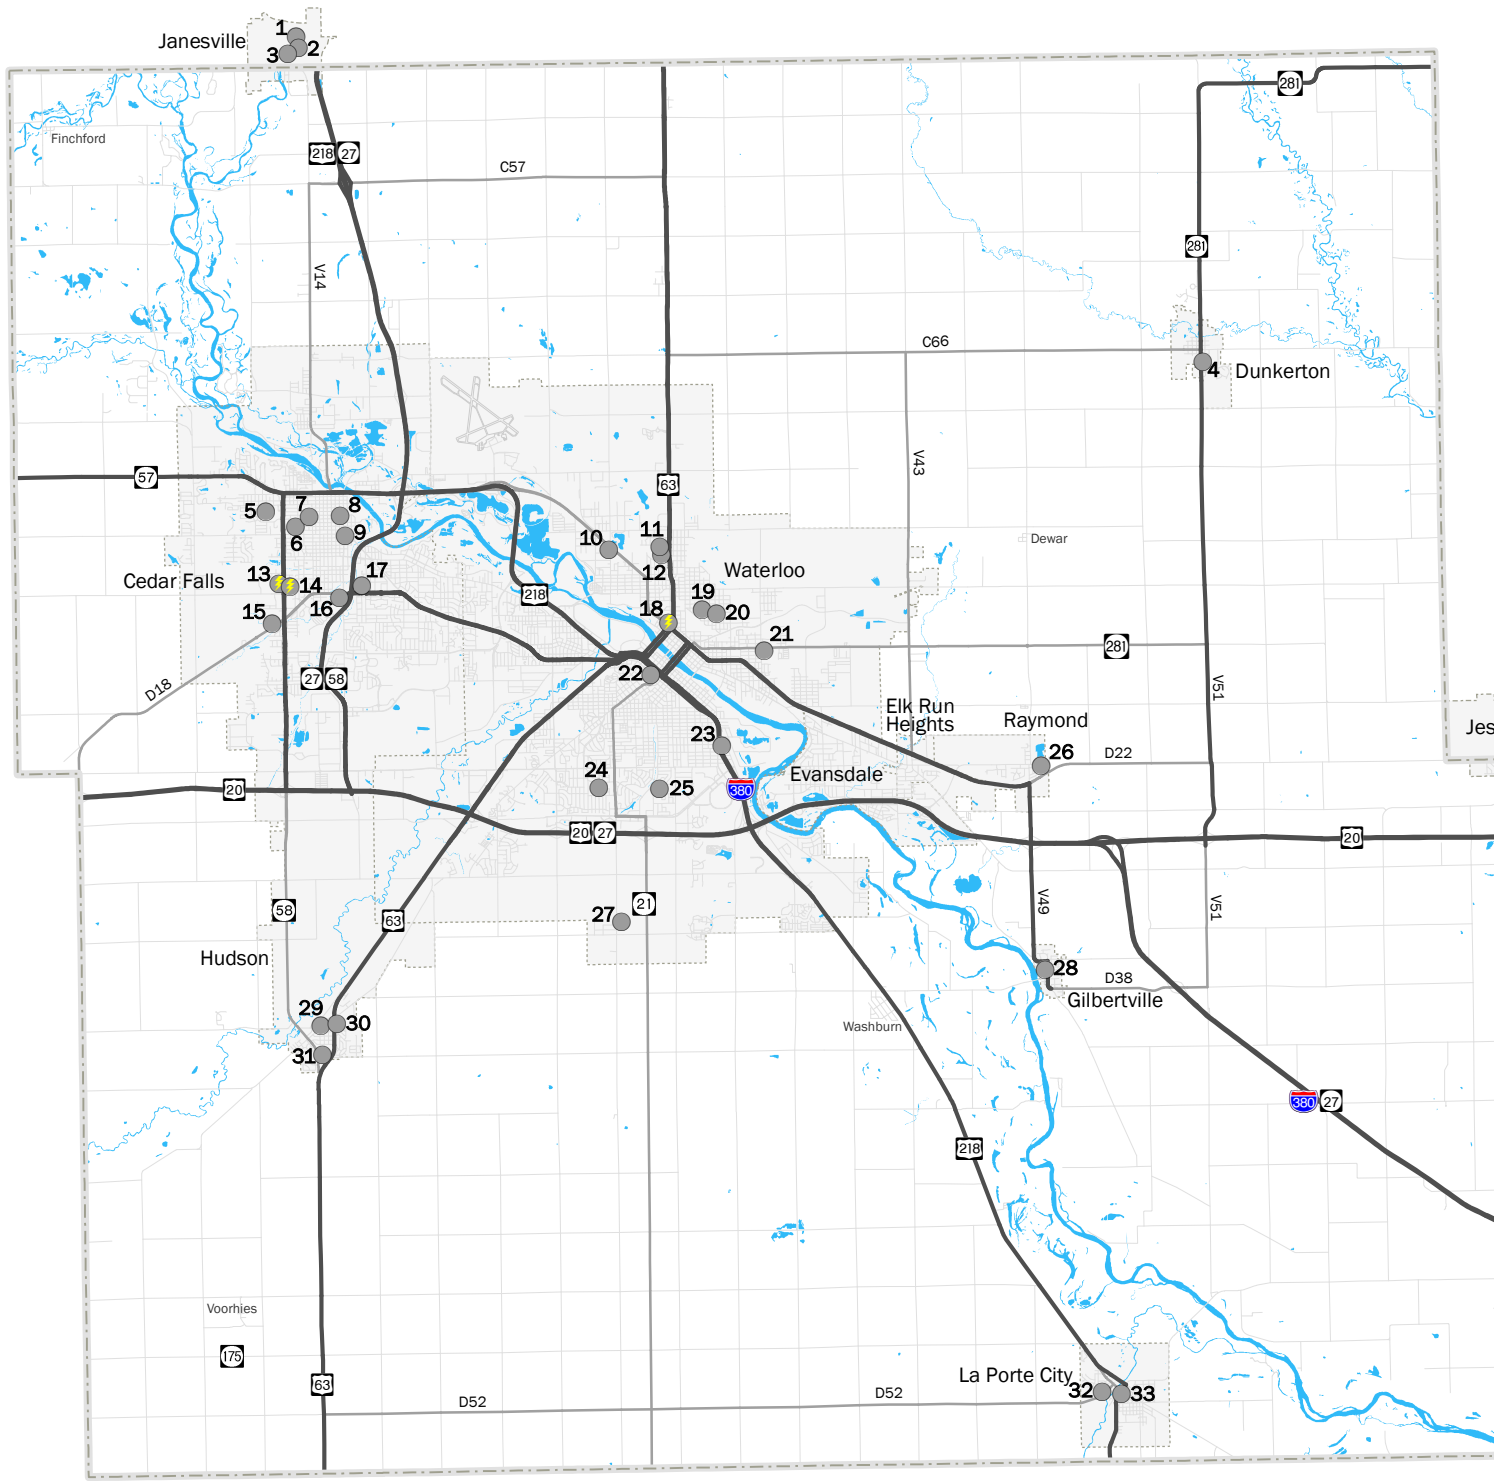 1
Janesville
3
2
281
Finchford
218
27
C57
281
V14
C66
4
Dunkerton
57
63
V43
5
7
8
6
9
10
11
12
Dewar
Cedar Falls
13
14
17
Waterloo
16
15
218
18
19
20
21
281
27
58
22
D18
V51
Elk Run
Heights
Raymond
Jes
23
26
D22
Evansdale
24
25
380
20
20
27
20
58
63
27
21
V49
V51
Hudson
28
D38
Gilbertville
29
30
Washburn
31
380
27
218
Voorhies
175
La Porte City
63
D52
D52
32
33